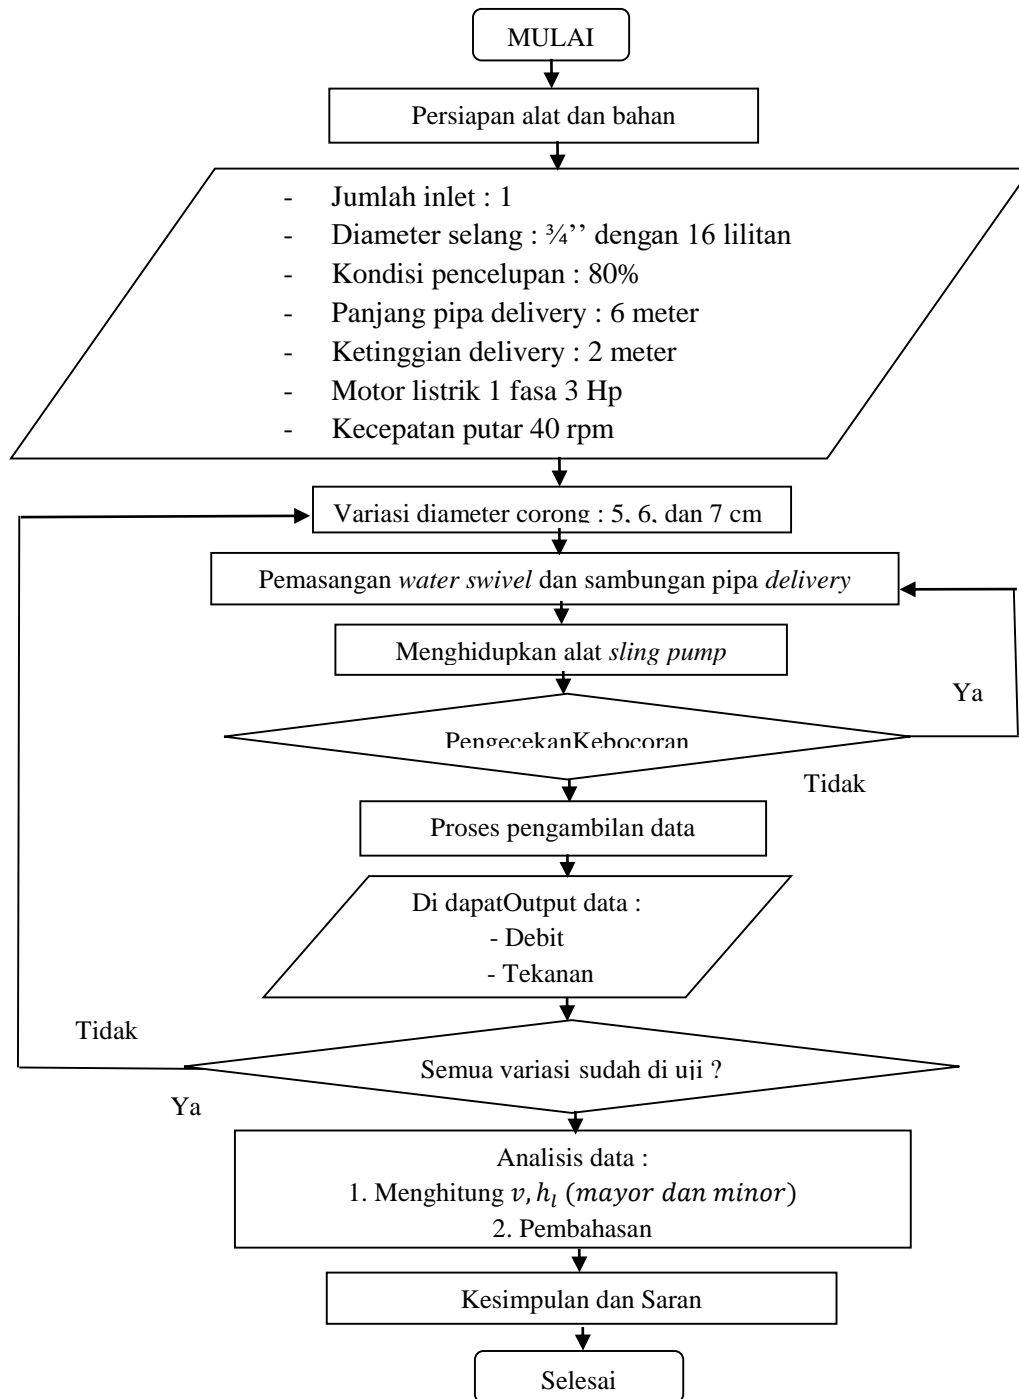 MULAI
Persiapan alat dan bahan
- Jumlah inlet : 1
- Diameter selang : ¾’’ dengan 16 lilitan
- Kondisi pencelupan : 80%
- Panjang pipa delivery : 6 meter
- Ketinggian delivery : 2 meter
- Motor listrik 1 fasa 3 Hp
- Kecepatan putar 40 rpm
Variasi diameter corong : 5, 6, dan 7 cm
Pemasangan water swivel dan sambungan pipa delivery
Menghidupkan alat sling pump
Ya
PengecekanKebocoran
Tidak
Proses pengambilan data
Di dapatOutput data :
- Debit
- Tekanan
Tidak
Semua variasi sudah di uji ?
Ya
Analisis data :
1. Menghitung v, hₗ (mayor dan minor)
2. Pembahasan
Kesimpulan dan Saran
Selesai